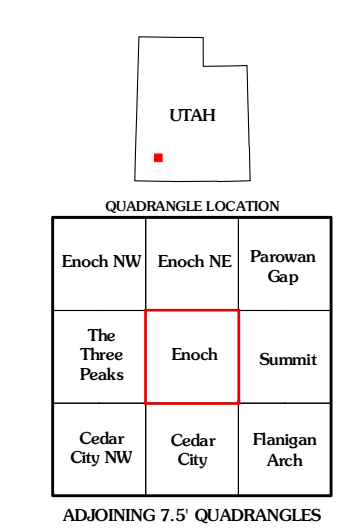 UTAH
QUADRANGLE LOCATION
Enoch NW
Enoch NE
Parowan
Gap
The
Three
Peaks
Enoch
Summit
Cedar
City NW
Cedar
City
Flanigan
Arch
ADJOINING 7.5' QUADRANGLES